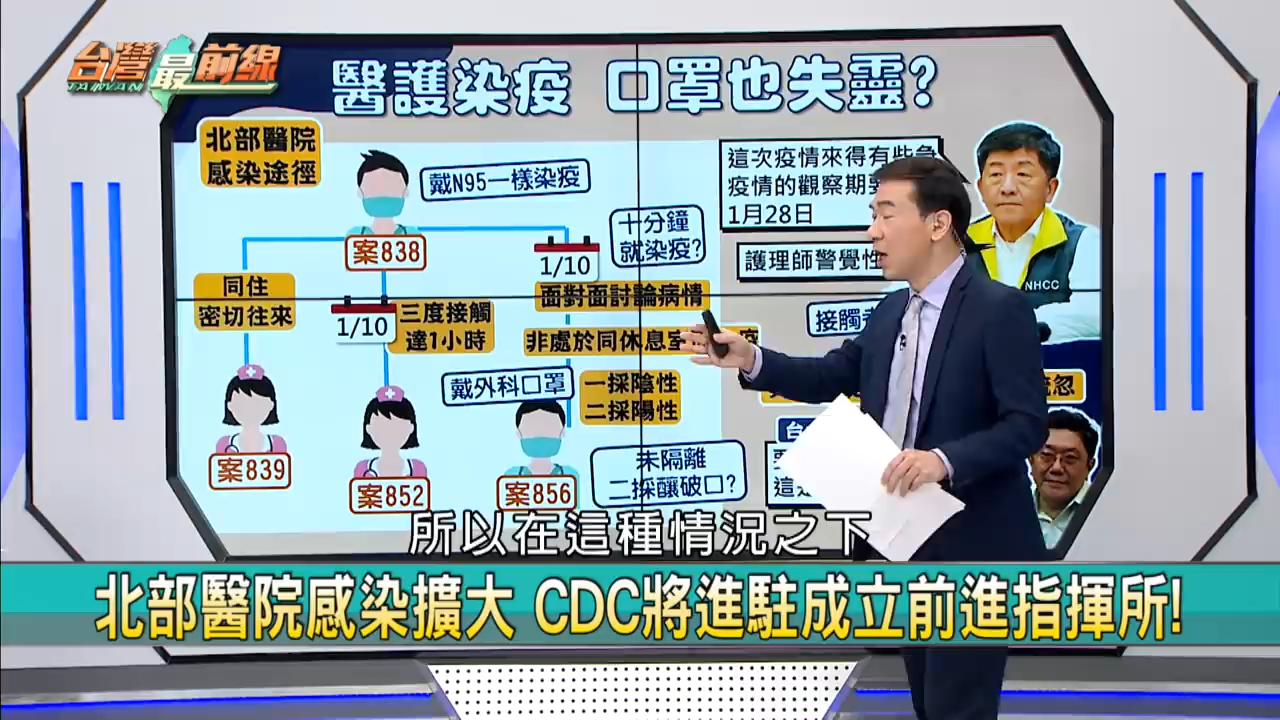 台灣最前線
TAIWAN
醫護染疫 口罩也失靈?
北部醫院
感染途徑
戴N95一樣染疫
案838
十分鐘
就染疫?
1/10
面對面討論病情
非處於同休息室
同住
密切往來
1/10
三度接觸
達1小時
戴外科口罩
一採陰性
二採陽性
案839
案852
案856
未隔離
二採釀破口?
這次疫情來得有些急
疫情的觀察期
1月28日
護理師警覺性
接觸
NHCC
忽
台
這
所以在這種情況之下
北部醫院感染擴大 CDC將進駐成立前進指揮所!